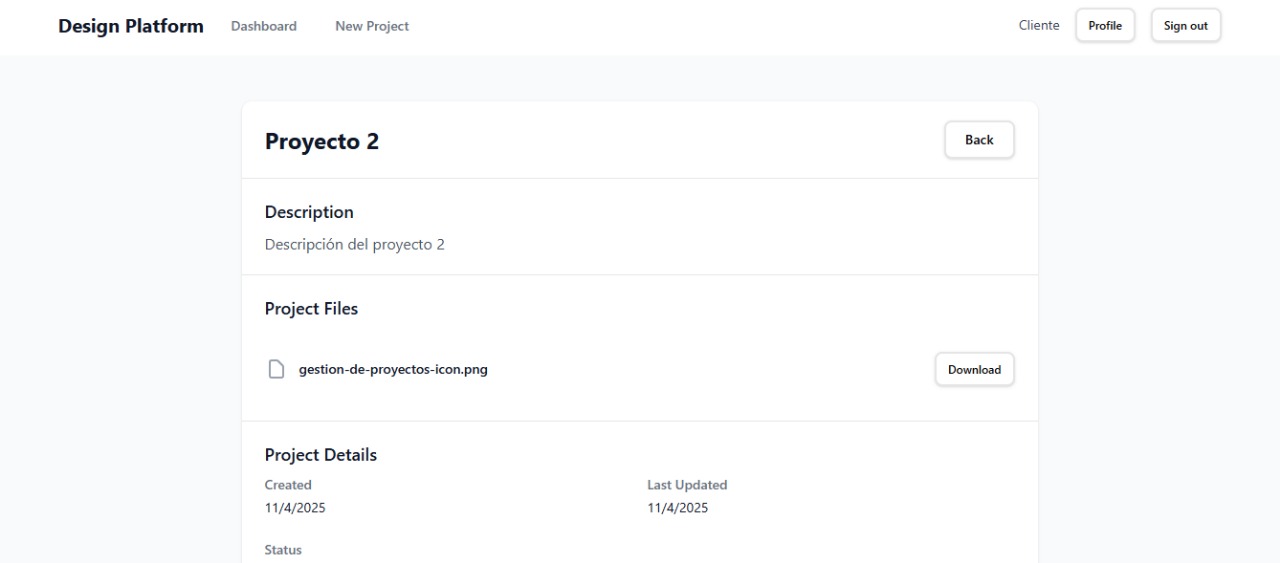 Design Platform Dashboard New Project Cliente Profile Sign out
Proyecto 2 Back
Description
Descripción del proyecto 2
Project Files
gestion-de-proyectos-icon.png Download
Project Details
Created Last Updated
11/4/2025 11/4/2025
Status